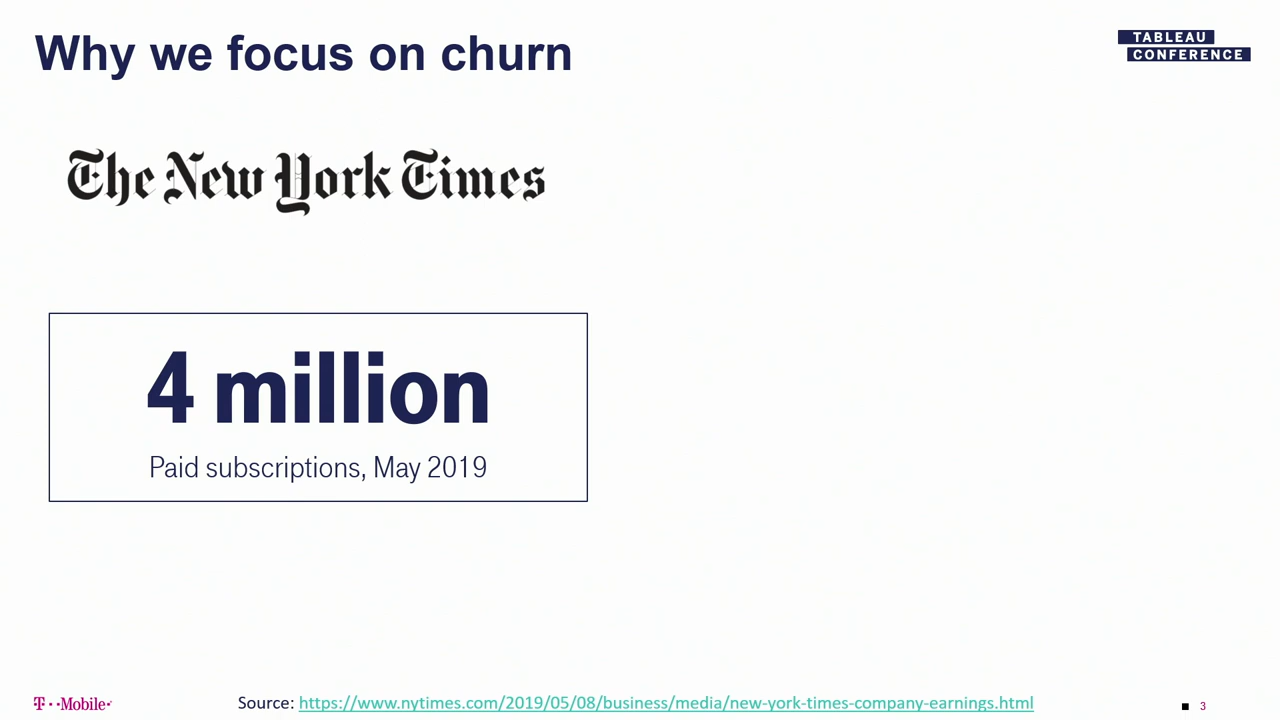 Why we focus on churn
TABLEAU
CONFERENCE
The New York Times
4 million
Paid subscriptions, May 2019
T··Mobile·
Source: https://www.nytimes.com/2019/05/08/business/media/new-york-times-company-earnings.html
3